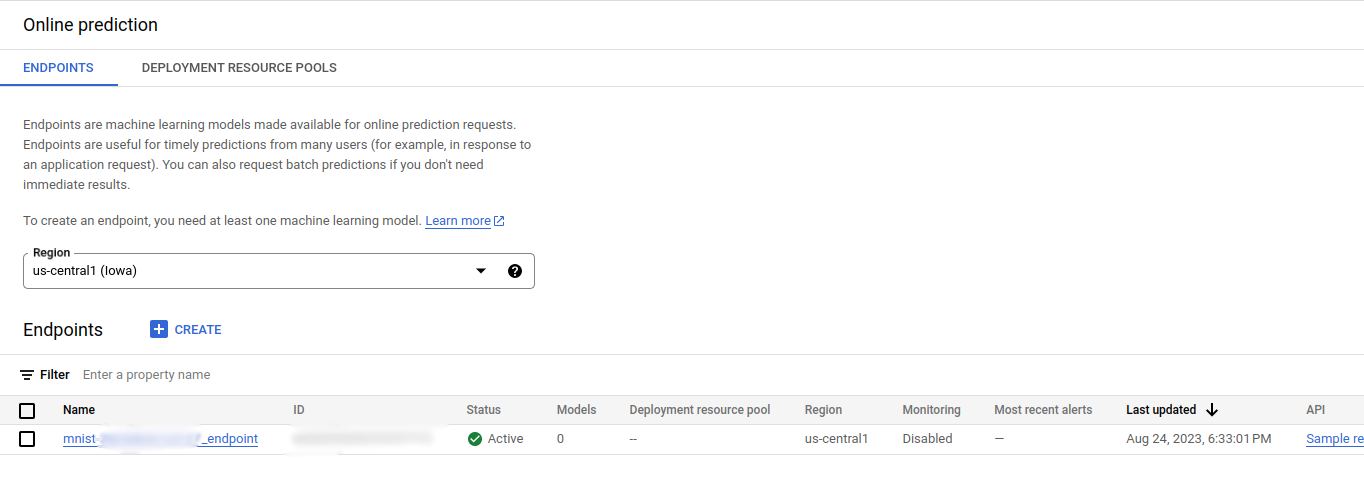 Online prediction
ENDPOINTS DEPLOYMENT RESOURCE POOLS
Endpoints are machine learning models made available for online prediction requests.
Endpoints are useful for timely predictions from many users (for example, in response to
an application request). You can also request batch predictions if you don't need
immediate results.
To create an endpoint, you need at least one machine learning model. Learn more
Region
us-central1 (Iowa)
Endpoints CREATE
Filter Enter a property name
Name ID Status Models Deployment resource pool Region Monitoring Most recent alerts Last updated API
mnist- _endpoint Active 0 -- us-central1 Disabled — Aug 24, 2023, 6:33:01 PM Sample re